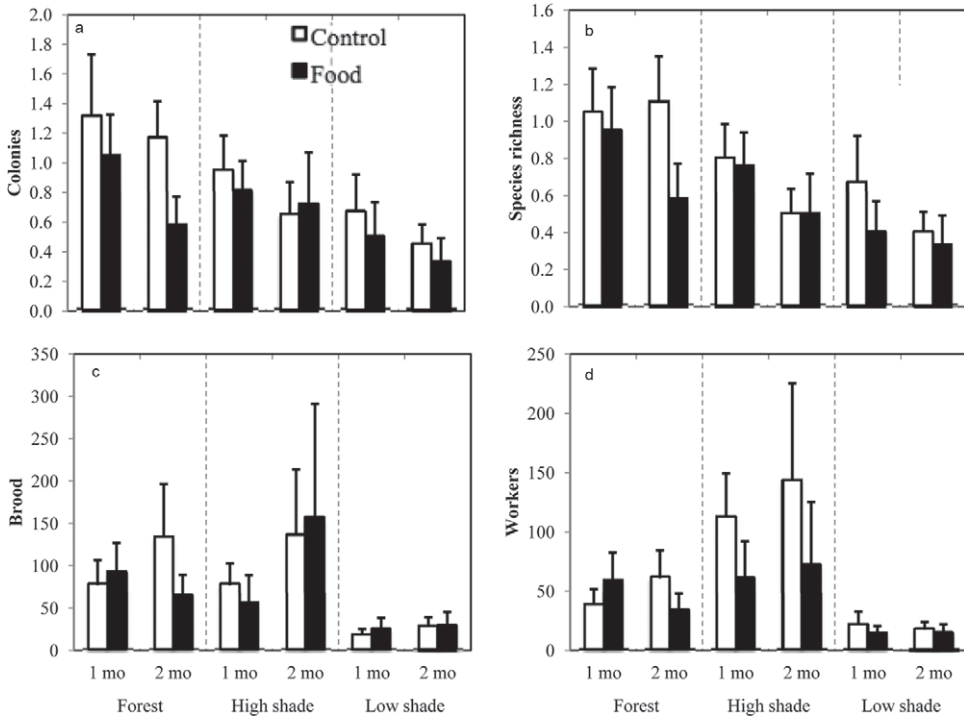 a
Control
Food
Colonies
2.0
1.8
1.6
1.4
1.2
1.0
0.8
0.6
0.4
0.2
0.0
b
Species richness
1.6
1.4
1.2
1.0
0.8
0.6
0.4
0.2
0.0
c
Brood
350
300
250
200
150
100
50
0
1 mo 2 mo 1 mo 2 mo 1 mo 2 mo
Forest High shade Low shade
d
Workers
250
200
150
100
50
0
1 mo 2 mo 1 mo 2 mo 1 mo 2 mo
Forest High shade Low shade